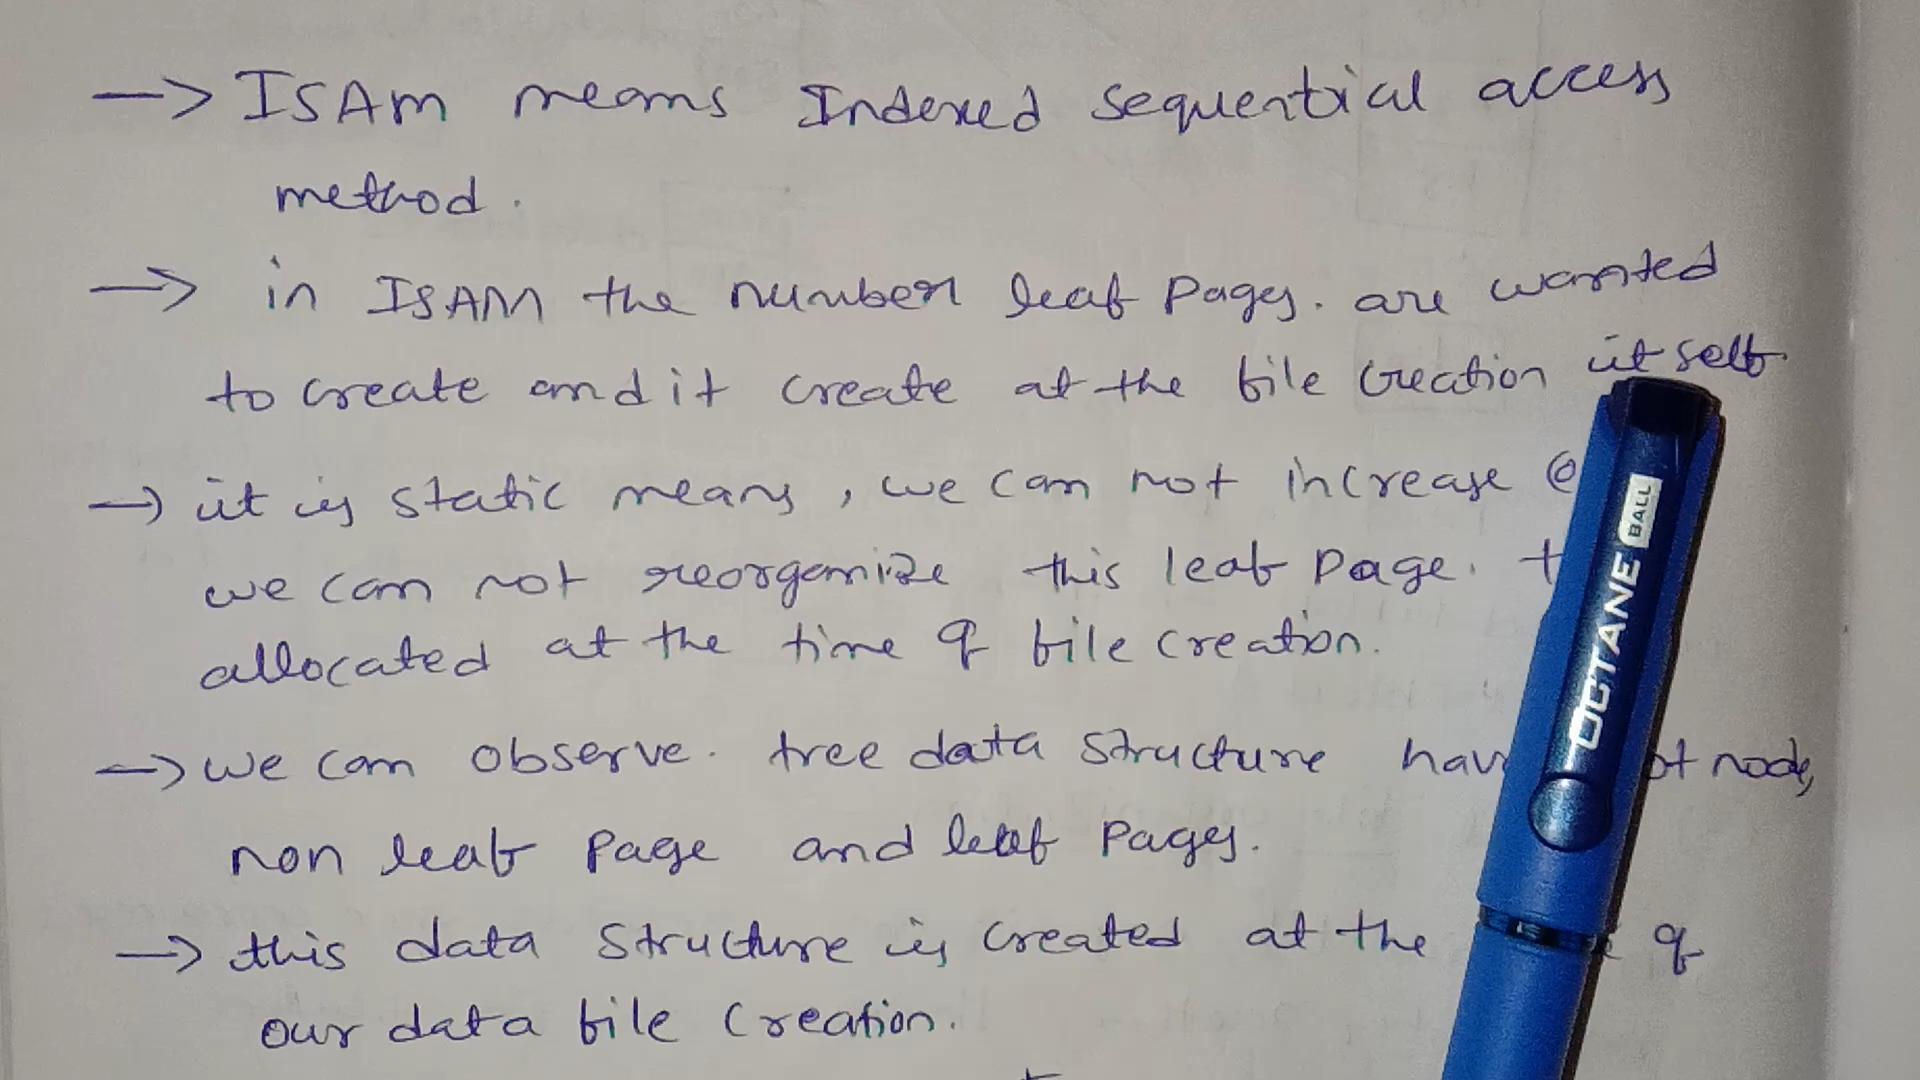 → ISAM means Indexed sequential access
method.
→ in ISAM the number leaf pages. are wanted
to create and it create at the file creation it self.
→ it is static means, we can not increase
we can not reorganize this leaf page.
allocated at the time of file creation.
→ we can observe. tree data structure node,
non leaf page and leaf pages.
→ this data structure is created at the of
our data file creation.
OCTANE BALL